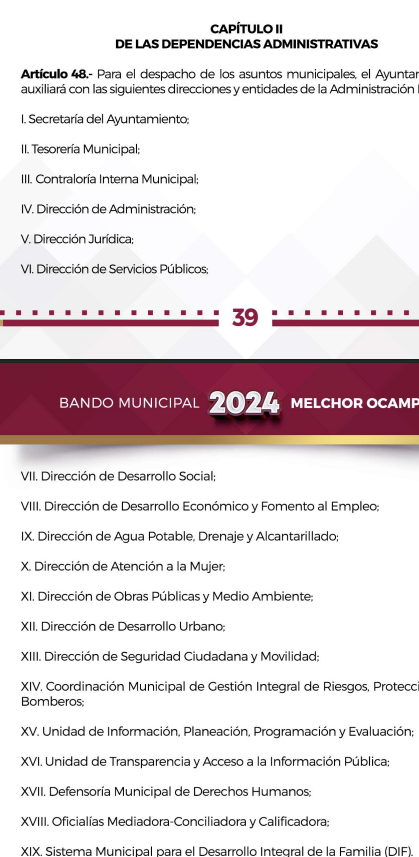 CAPÍTULO II
DE LAS DEPENDENCIAS ADMINISTRATIVAS
Artículo 48.- Para el despacho de los asuntos municipales, el
auxiliará con las siguientes direcciones y entidades de la Administración
I. Secretaría del Ayuntamiento;
II. Tesorería Municipal;
III. Contraloría Interna Municipal;
IV. Dirección de Administración;
V. Dirección Jurídica;
VI. Dirección de Servicios Públicos;
39
BANDO MUNICIPAL 2024 MELCHOR OCAMP
VII. Dirección de Desarrollo Social;
VIII. Dirección de Desarrollo Económico y Fomento al Empleo;
IX. Dirección de Agua Potable, Drenaje y Alcantarillado;
X. Dirección de Atención a la Mujer;
XI. Dirección de Obras Públicas y Medio Ambiente;
XII. Dirección de Desarrollo Urbano;
XIII. Dirección de Seguridad Ciudadana y Movilidad;
XIV. Coordinación Municipal de Gestión Integral de Riesgos, Protecci
Bomberos;
XV. Unidad de Información, Planeación, Programación y Evaluación;
XVI. Unidad de Transparencia y Acceso a la Información Pública;
XVII. Defensoría Municipal de Derechos Humanos;
XVIII. Oficialías Mediadora-Conciliadora y Calificadora;
XIX. Sistema Municipal para el Desarrollo Integral de la Familia (DIF).